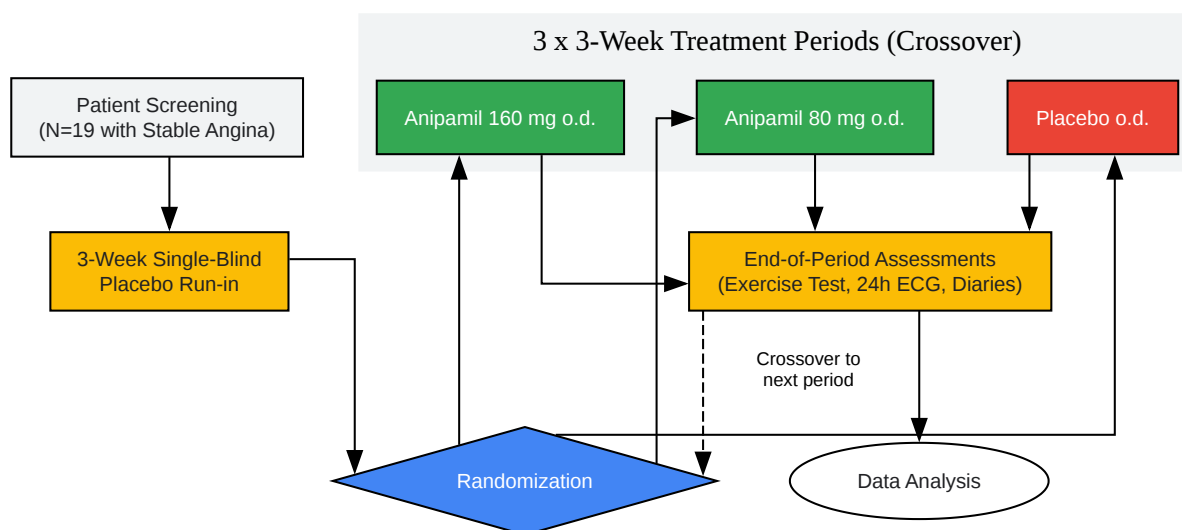 3 x 3-Week Treatment Periods (Crossover)
Patient Screening
(N=19 with Stable Angina)
Anipamil 160 mg o.d.
Anipamil 80 mg o.d.
Placebo o.d.
3-Week Single-Blind
Placebo Run-in
End-of-Period Assessments
(Exercise Test, 24h ECG, Diaries)
Crossover to
next period
Randomization
Data Analysis